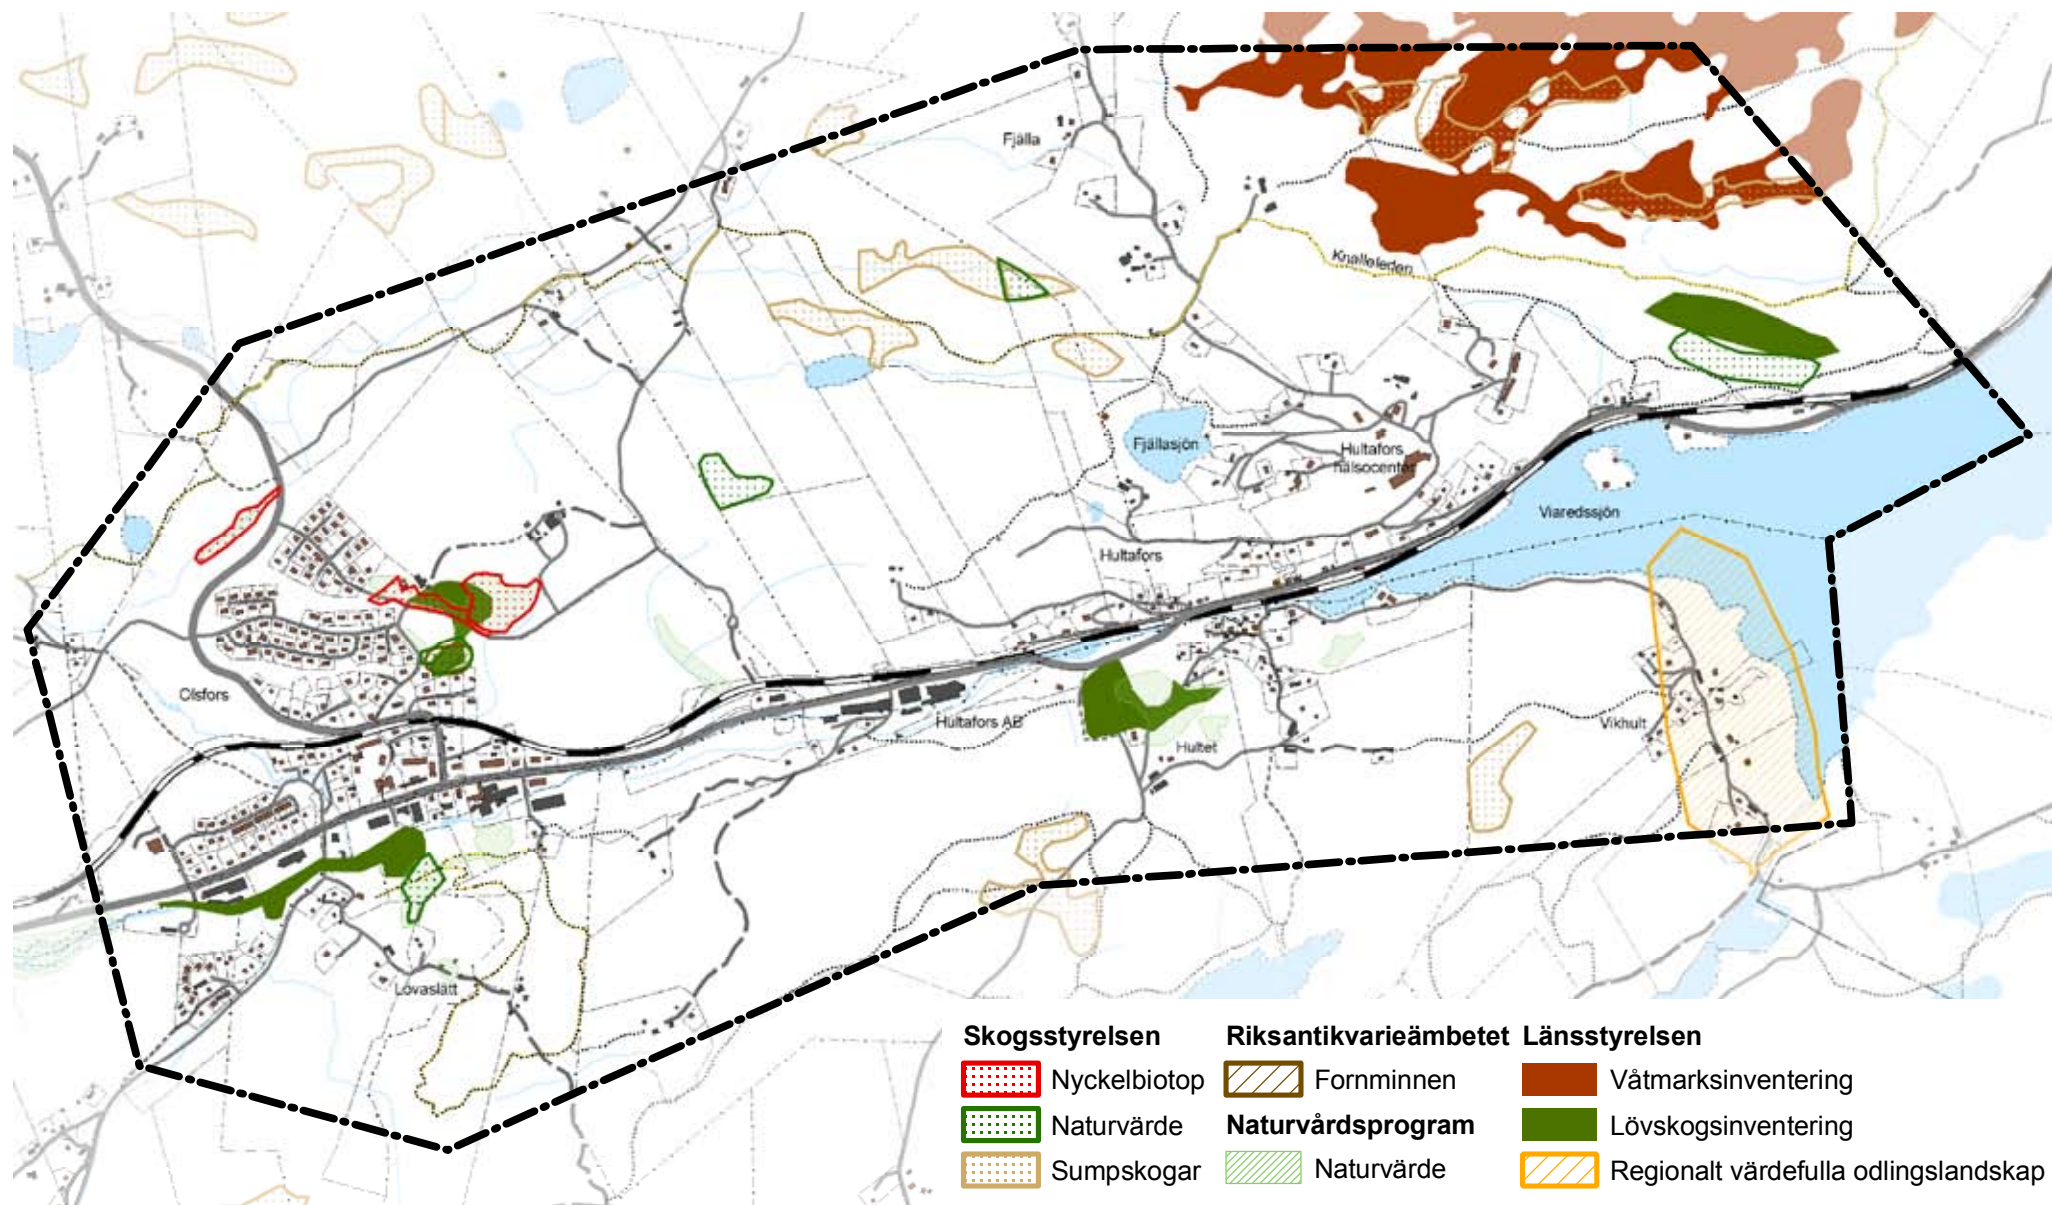 Fjälla
Knalleleden
Fjällasjön
Hultafors
hälsocenter
Viaredssjön
Hultafors
Olsfors
Hultafors AB
Hultet
Vikhult
Lövaslätt
Skogsstyrelsen
Nyckelbiotop
Naturvärde
Sumpskogar
Riksantikvarieämbetet
Fornminnen
Naturvårdsprogram
Naturvärde
Länsstyrelsen
Våtmarksinventering
Lövskogsinventering
Regionalt värdefulla odlingslandskap